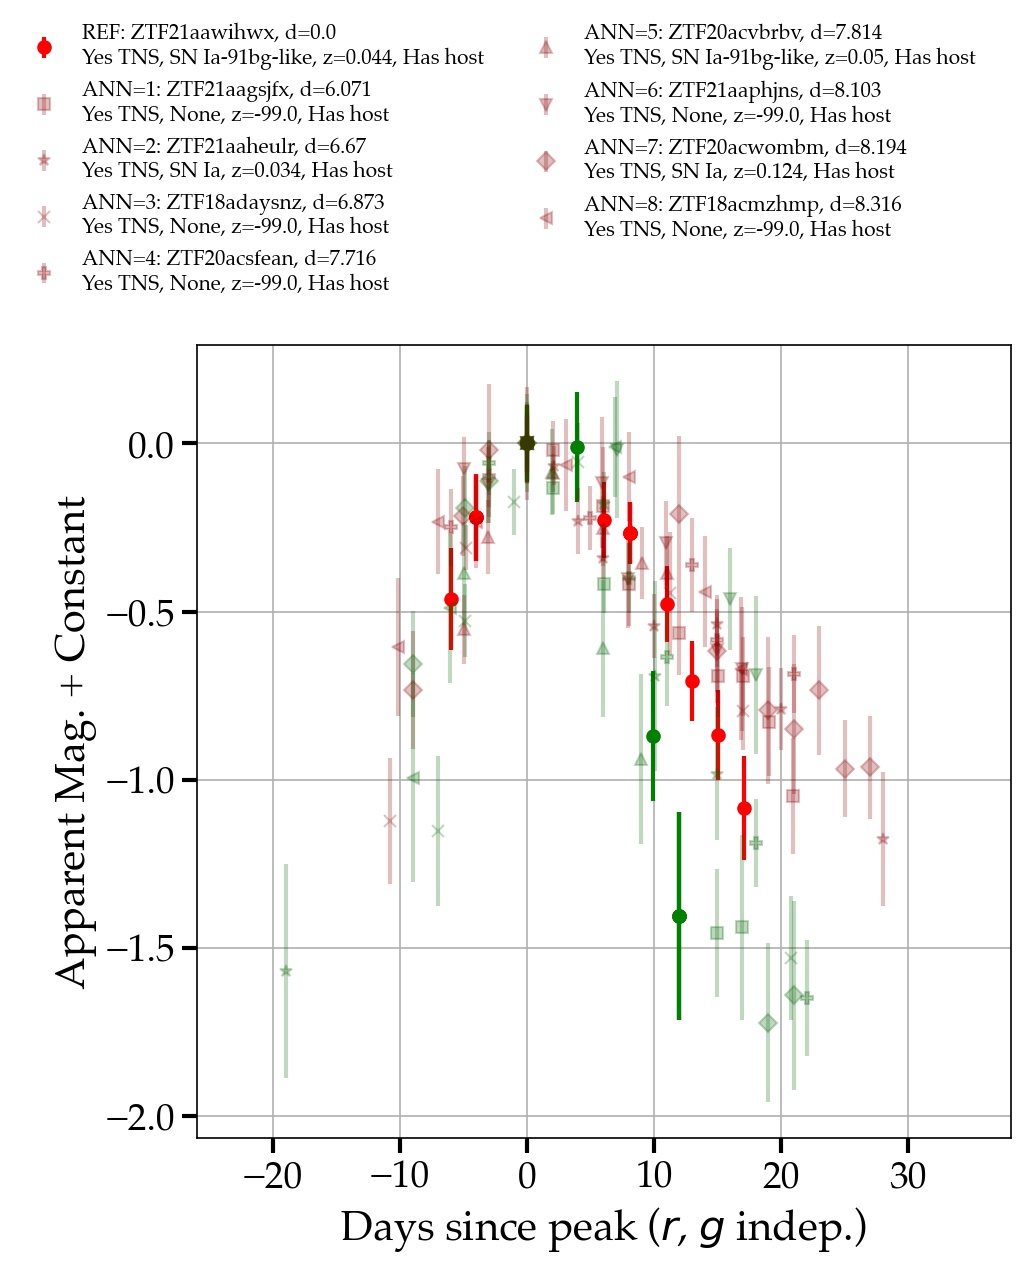 REF: ZTF21aawihwx, d=0.0
Yes TNS, SN Ia-91bg-like, z=0.044, Has host
ANN=1: ZTF21aagsjfx, d=6.071
Yes TNS, None, z=-99.0, Has host
ANN=2: ZTF21aaheulr, d=6.67
Yes TNS, SN Ia, z=0.034, Has host
ANN=3: ZTF18adaysnz, d=6.873
Yes TNS, None, z=-99.0, Has host
ANN=4: ZTF20acsfean, d=7.716
Yes TNS, None, z=-99.0, Has host
ANN=5: ZTF20acvbrbv, d=7.814
Yes TNS, SN Ia-91bg-like, z=0.05, Has host
ANN=6: ZTF21aaphjns, d=8.103
Yes TNS, None, z=-99.0, Has host
ANN=7: ZTF20acwombm, d=8.194
Yes TNS, SN Ia, z=0.124, Has host
ANN=8: ZTF18acmzhmp, d=8.316
Yes TNS, None, z=-99.0, Has host
Apparent Mag. + Constant
0.0
−0.5
−1.0
−1.5
−2.0
−20
−10
0
10
20
30
Days since peak (r, g indep.)